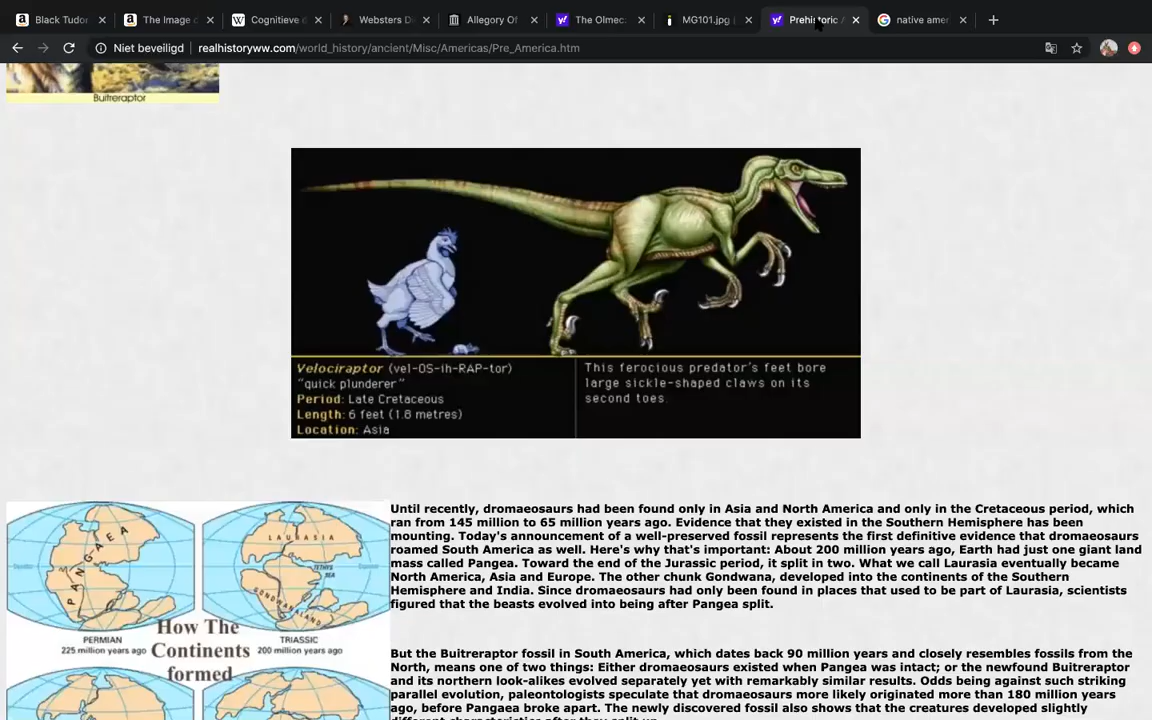 Black Tudor
The Image o
Cognitieve d
Websters Di
Allegory Of
The Olmec:
MG101.jpg
Prehistoric /
native amer
Niet beveiligd
realhistoryww.com/world_history/ancient/Misc/Americas/Pre_America.htm
Buitreraptor
Velociraptor (vel-OS-ih-RAP-tor)
"quick plunderer"
Period: Late Cretaceous
Length: 6 feet (1.8 metres)
Location: Asia
This ferocious predator's feet bore
large sickle-shaped claws on its
second toes.
PANGAEA
PERMIAN
225 million years ago
LAURASIA
TETHYS
SEA
GONDWANALAND
TRIASSIC
200 million years ago
How The
Continents
formed
Until recently, dromaeosaurs had been found only in Asia and North America and only in the Cretaceous period, which
ran from 145 million to 65 million years ago. Evidence that they existed in the Southern Hemisphere has been
mounting. Today's announcement of a well-preserved fossil represents the first definitive evidence that dromaeosaurs
roamed South America as well. Here's why that's important: About 200 million years ago, Earth had just one giant land
mass called Pangea. Toward the end of the Jurassic period, it split in two. What we call Laurasia eventually became
North America, Asia and Europe. The other chunk Gondwana, developed into the continents of the Southern
Hemisphere and India. Since dromaeosaurs had only been found in places that used to be part of Laurasia, scientists
figured that the beasts evolved into being after Pangea split.
But the Buitreraptor fossil in South America, which dates back 90 million years and closely resembles fossils from the
North, means one of two things: Either dromaeosaurs existed when Pangea was intact; or the newfound Buitreraptor
and its northern look-alikes evolved separately yet with remarkably similar results. Odds being against such striking
parallel evolution, paleontologists speculate that dromaeosaurs more likely originated more than 180 million years
ago, before Pangaea broke apart. The newly discovered fossil also shows that the creatures developed slightly
different characteristics after they split up.